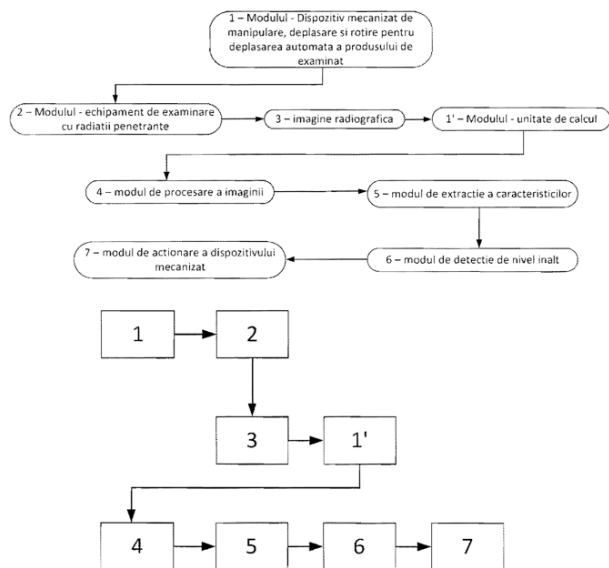 1 – Modulul - Dispozitiv mecanizat de
manipulare, deplasare si rotire pentru
deplasarea automata a produsului de
examinat
2 – Modulul - echipament de examinare
cu radiatii penetrante
3 – imagine radiografica
1' – Modulul - unitate de calcul
4 – modul de procesare a imaginii
5 – modul de extractie a caracteristicilor
7 – modul de actionare a dispozitivului
mecanizat
6 – modul de detectie de nivel inalt
1
2
3
1'
4
5
6
7